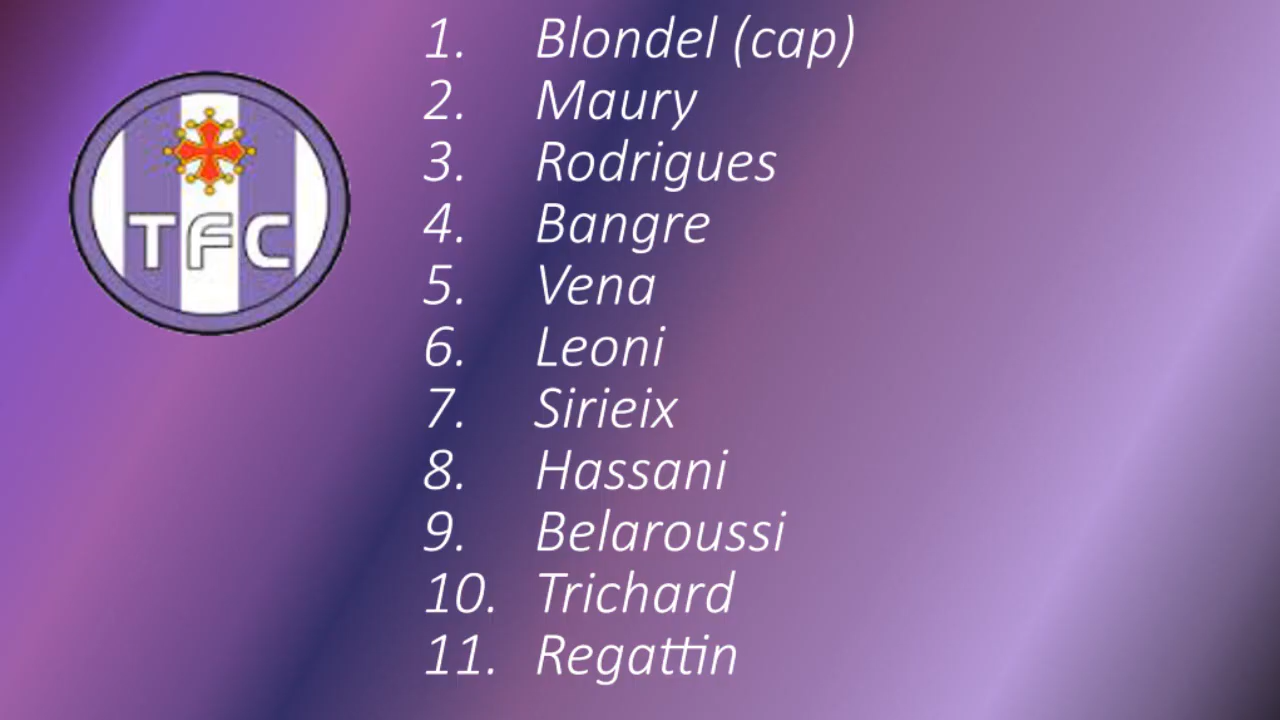 TFC
1. Blondel (cap)
2. Maury
3. Rodrigues
4. Bangre
5. Vena
6. Leoni
7. Sirieix
8. Hassani
9. Belaroussi
10. Trichard
11. Regattin